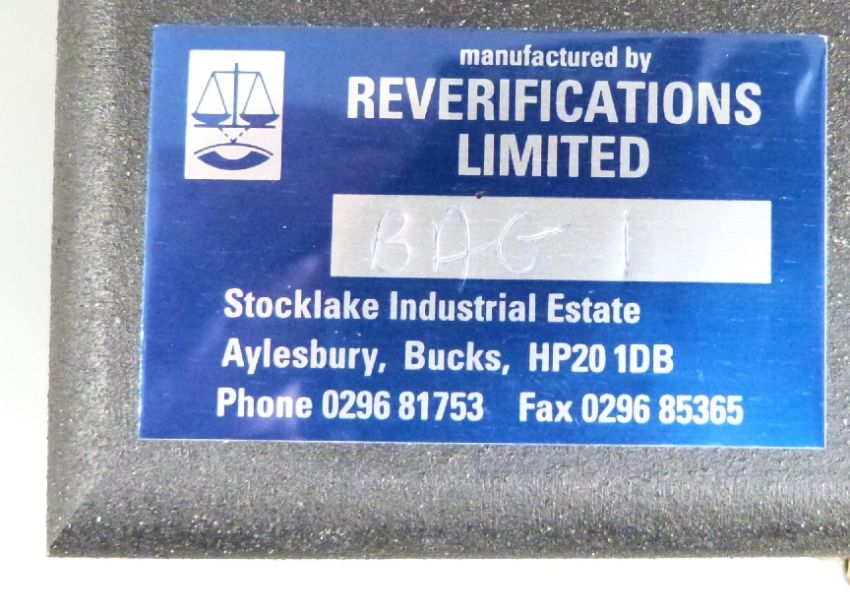 manufactured by
REVERIFICATIONS
LIMITED
BAG 1
Stocklake Industrial Estate
Aylesbury, Bucks, HP20 1DB
Phone 0296 81753 Fax 0296 85365